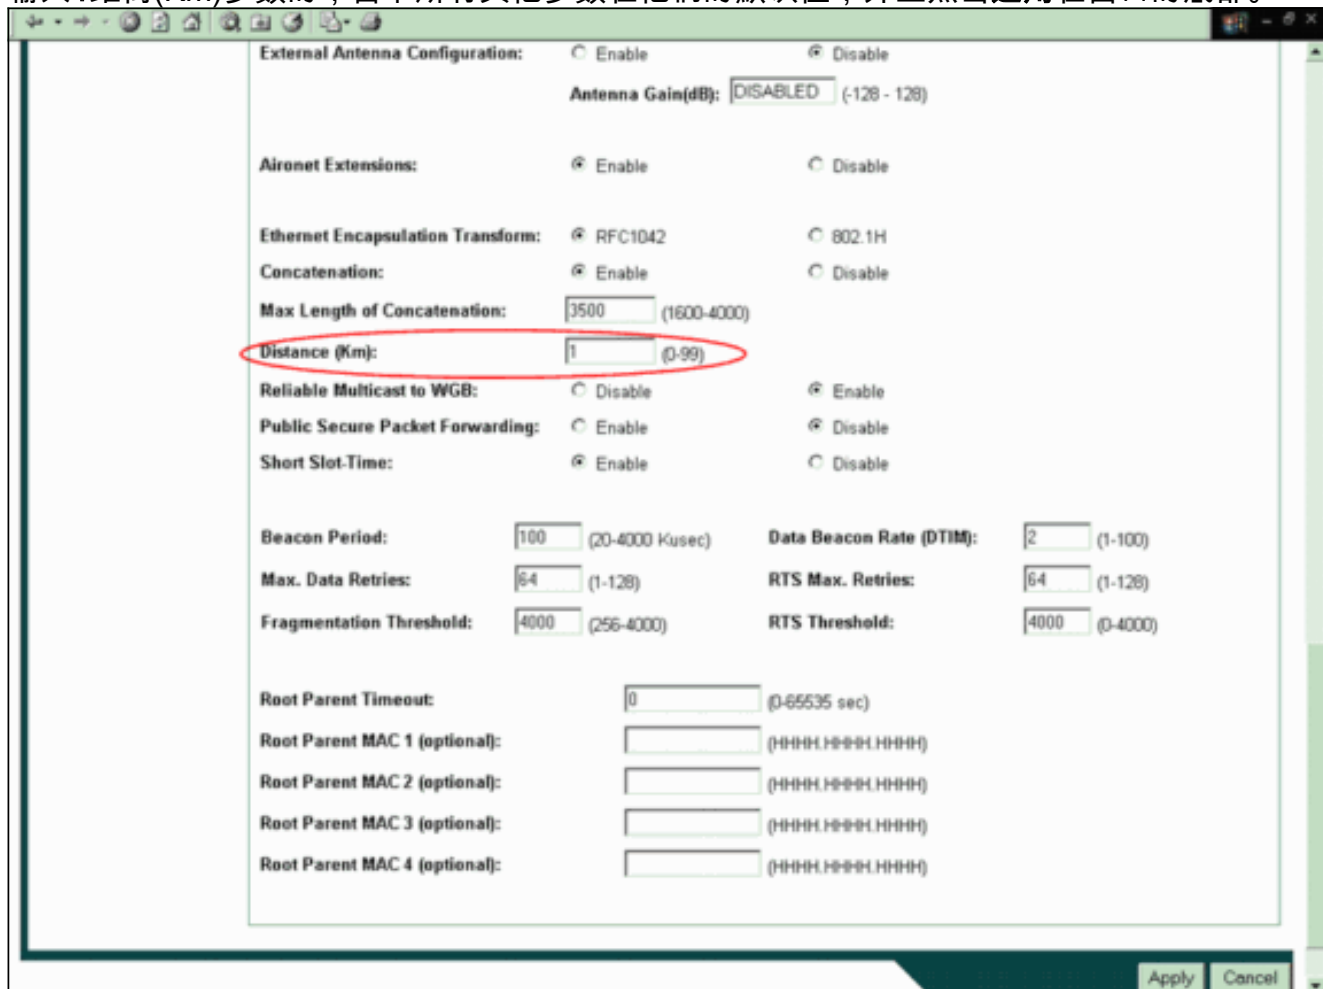 External Antenna Configuration: Enable Disable
Antenna Gain(dB): DISABLED (-128 - 128)
Aironet Extensions: Enable Disable
Ethernet Encapsulation Transform: RFC1042 802.1H
Concatenation: Enable Disable
Max Length of Concatenation: 3500 (1600-4000)
Distance (Km): 1 (0-99)
Reliable Multicast to WGB: Disable Enable
Public Secure Packet Forwarding: Enable Disable
Short Slot-Time: Enable Disable
Beacon Period: 100 (20-4000 Kusec) Data Beacon Rate (DTIM): 2 (1-100)
Max. Data Retries: 64 (1-128) RTS Max. Retries: 64 (1-128)
Fragmentation Threshold: 4000 (256-4000) RTS Threshold: 4000 (0-4000)
Root Parent Timeout: 0 (0-65535 sec)
Root Parent MAC 1 (optional): (HHHH.HHHH.HHHH)
Root Parent MAC 2 (optional): (HHHH.HHHH.HHHH)
Root Parent MAC 3 (optional): (HHHH.HHHH.HHHH)
Root Parent MAC 4 (optional): (HHHH.HHHH.HHHH)
Apply Cancel